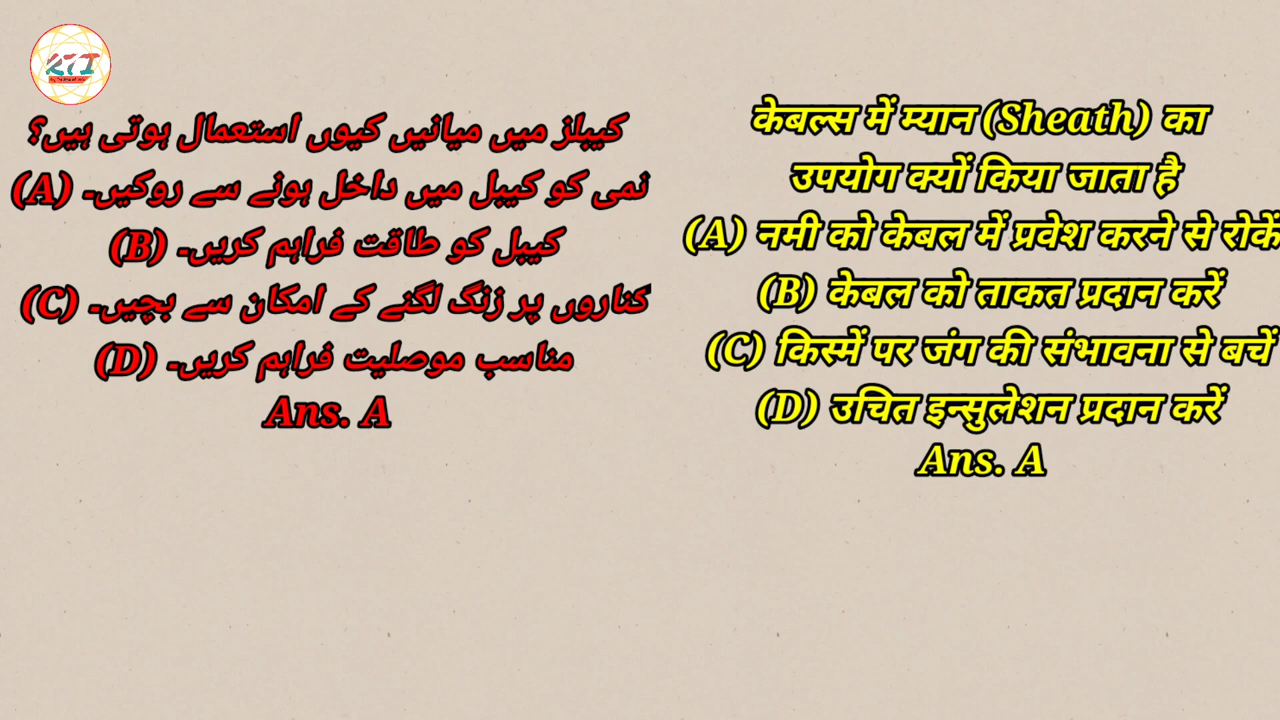 KTI
کیبلز میں میانیں کیوں استعمال ہوتی ہیں؟
نمی کو کیبل میں داخل ہونے سے روکیں۔ (A)
کیبل کو طاقت فراہم کریں۔ (B)
کناروں پر زنگ لگنے کے امکان سے بچیں۔ (C)
مناسب موصلیت فراہم کریں۔ (D)
Ans. A
केबल्स में म्यान (Sheath) का
उपयोग क्यों किया जाता है
(A) नमी को केबल में प्रवेश करने से रोकें
(B) केबल को ताकत प्रदान करें
(C) किस्में पर जंग की संभावना से बचें
(D) उचित इन्सुलेशन प्रदान करें
Ans. A